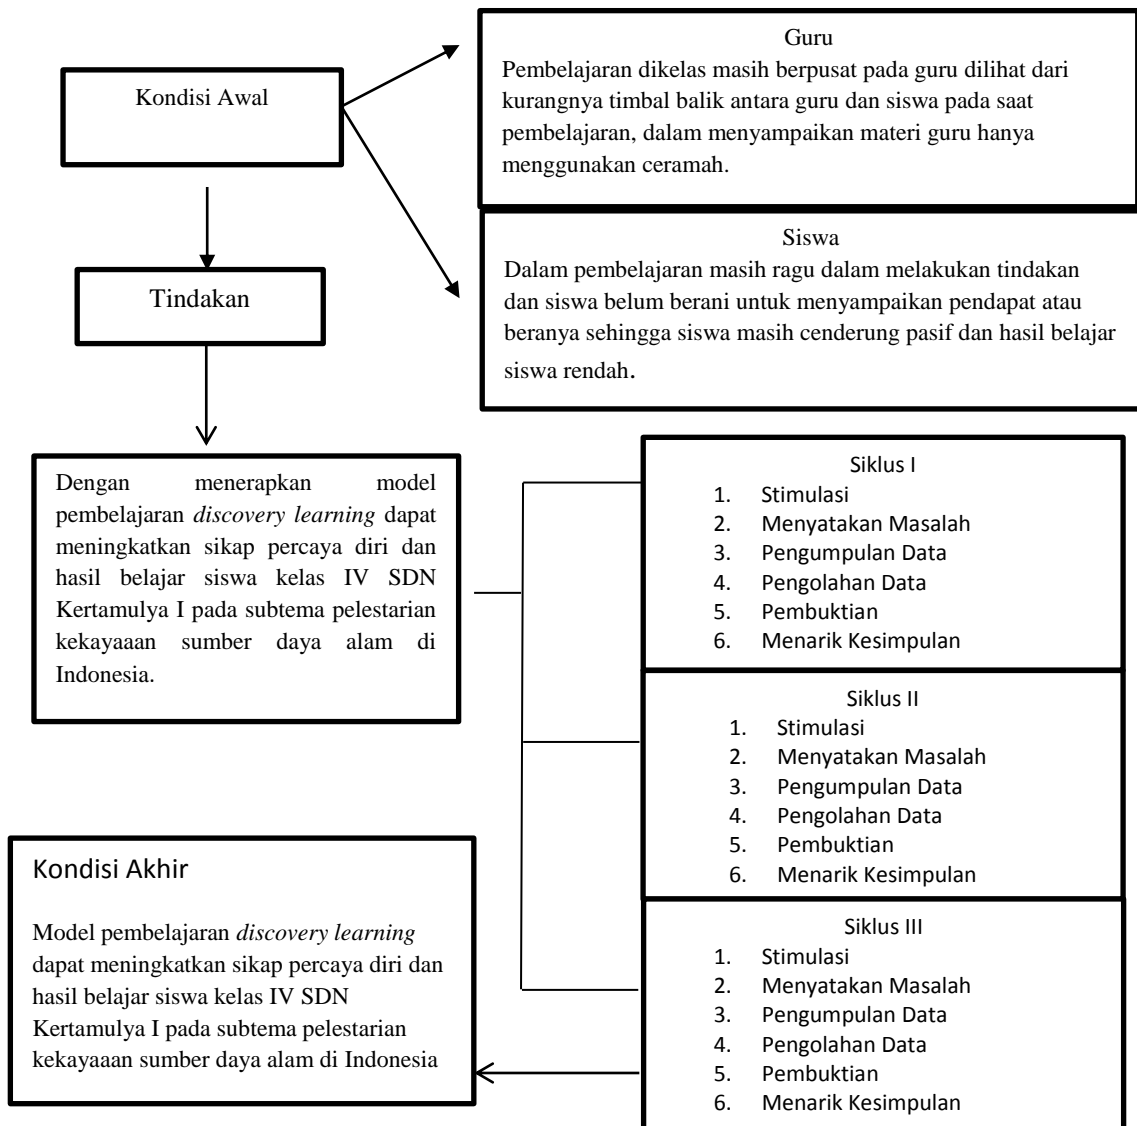 Kondisi Awal
Guru
Pembelajaran dikelas masih berpusat pada guru dilihat dari
kurangnya timbal balik antara guru dan siswa pada saat
pembelajaran, dalam menyampaikan materi guru hanya
menggunakan ceramah.
Siswa
Dalam pembelajaran masih ragu dalam melakukan tindakan
dan siswa belum berani untuk menyampaikan pendapat atau
beranya sehingga siswa masih cenderung pasif dan hasil belajar
siswa rendah.
Tindakan
Dengan menerapkan model
pembelajaran discovery learning dapat
meningkatkan sikap percaya diri dan
hasil belajar siswa kelas IV SDN
Kertamulya I pada subtema pelestarian
kekayaaan sumber daya alam di
Indonesia.
Siklus I
1. Stimulasi
2. Menyatakan Masalah
3. Pengumpulan Data
4. Pengolahan Data
5. Pembuktian
6. Menarik Kesimpulan
Siklus II
1. Stimulasi
2. Menyatakan Masalah
3. Pengumpulan Data
4. Pengolahan Data
5. Pembuktian
6. Menarik Kesimpulan
Siklus III
1. Stimulasi
2. Menyatakan Masalah
3. Pengumpulan Data
4. Pengolahan Data
5. Pembuktian
6. Menarik Kesimpulan
Kondisi Akhir
Model pembelajaran discovery learning
dapat meningkatkan sikap percaya diri dan
hasil belajar siswa kelas IV SDN
Kertamulya I pada subtema pelestarian
kekayaaan sumber daya alam di Indonesia